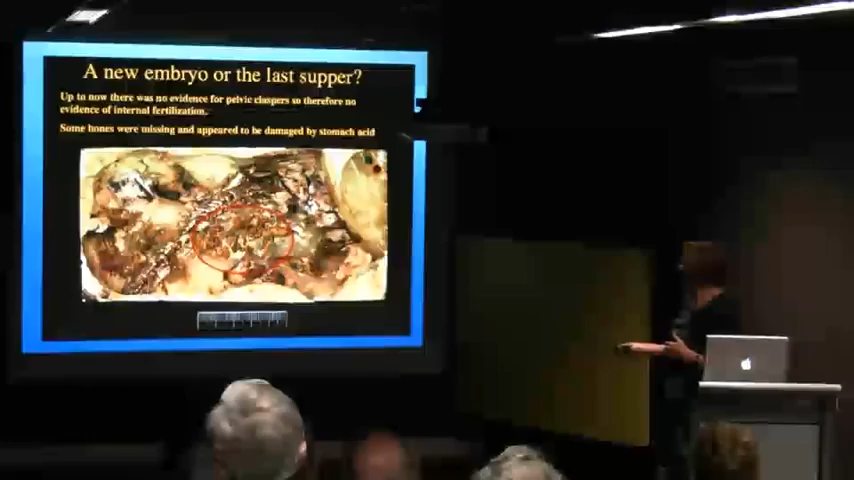 A new embryo or the last supper?
Up to now there was no evidence for pelvic claspers so therefore no
evidence of internal fertilization.
Some bones were missing and appeared to be damaged by stomach acid